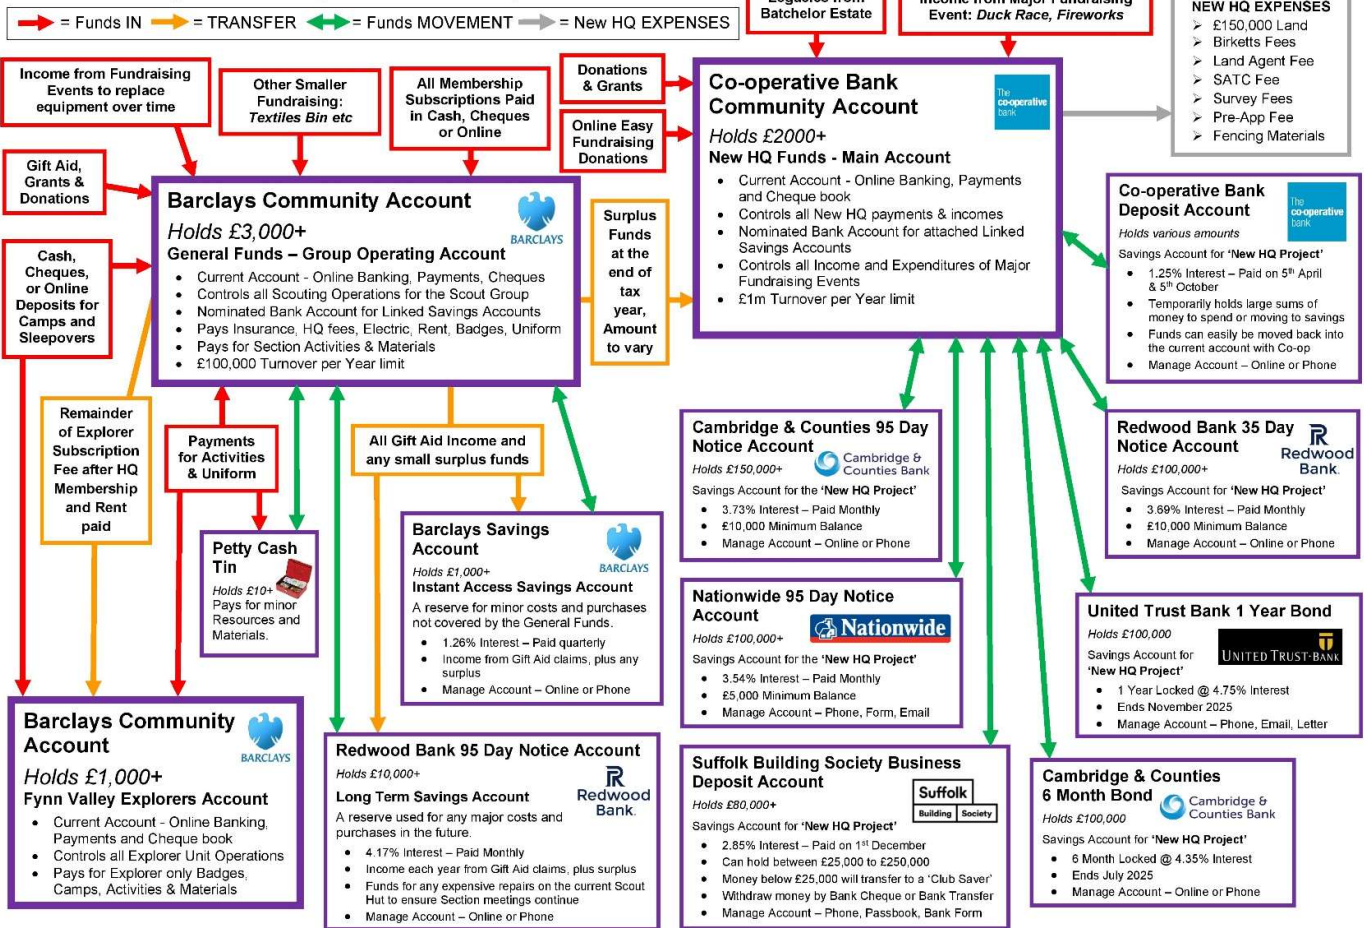 = Funds IN
= TRANSFER
= Funds MOVEMENT
= New HQ EXPENSES
Legacies from
Batchelor Estate
Income from Major Fundraising
Event: Duck Race, Fireworks
NEW HQ EXPENSES
➢ £150,000 Land
➢ Birketts Fees
➢ Land Agent Fee
➢ SATC Fee
➢ Survey Fees
➢ Pre-App Fee
➢ Fencing Materials
Income from Fundraising
Events to replace
equipment over time
Other Smaller
Fundraising:
Textiles Bin etc
All Membership
Subscriptions Paid
in Cash, Cheques
or Online
Donations
& Grants
Online Easy
Fundraising
Donations
Gift Aid,
Grants &
Donations
Cash,
Cheques,
or Online
Deposits for
Camps and
Sleepovers
Barclays Community Account
BARCLAYS
Holds £3,000+
General Funds – Group Operating Account
• Current Account - Online Banking, Payments, Cheques
• Controls all Scouting Operations for the Scout Group
• Nominated Bank Account for Linked Savings Accounts
• Pays Insurance, HQ fees, Electric, Rent, Badges, Uniform
• Pays for Section Activities & Materials
• £100,000 Turnover per Year limit
Surplus
Funds
at the
end of
tax
year,
Amount
to vary
Co-operative Bank
Community Account
The
co-operative
bank
Holds £2000+
New HQ Funds - Main Account
• Current Account - Online Banking, Payments
and Cheque book
• Controls all New HQ payments & incomes
• Nominated Bank Account for attached Linked
Savings Accounts
• Controls all Income and Expenditures of Major
Fundraising Events
• £1m Turnover per Year limit
Co-operative Bank
Deposit Account
The
co-operative
bank
Holds various amounts
Savings Account for 'New HQ Project'
• 1.25% Interest – Paid on 5th April
& 5th October
• Temporarily holds large sums of
money to spend or moving to savings
• Funds can easily be moved back into
the current account with Co-op
• Manage Account – Online or Phone
Remainder
of Explorer
Subscription
Fee after HQ
Membership
and Rent
paid
Payments
for Activities
& Uniform
All Gift Aid Income and
any small surplus funds
Petty Cash
Tin
Holds £10+
Pays for minor
Resources and
Materials.
Barclays Savings
Account
BARCLAYS
Holds £1,000+
Instant Access Savings Account
A reserve for minor costs and purchases
not covered by the General Funds.
• 1.26% Interest – Paid quarterly
• Income from Gift Aid claims, plus any
surplus
• Manage Account – Online or Phone
Cambridge & Counties 95 Day
Notice Account
Cambridge &
Counties Bank
Holds £150,000+
Savings Account for the 'New HQ Project'
• 3.73% Interest – Paid Monthly
• £10,000 Minimum Balance
• Manage Account – Online or Phone
Redwood Bank 35 Day
Notice Account
Redwood
Bank.
Holds £100,000+
Savings Account for 'New HQ Project'
• 3.69% Interest – Paid Monthly
• £10,000 Minimum Balance
• Manage Account – Online or Phone
Nationwide 95 Day Notice
Account
Nationwide
Holds £100,000+
Savings Account for the 'New HQ Project'
• 3.54% Interest – Paid Monthly
• £5,000 Minimum Balance
• Manage Account – Phone, Form, Email
United Trust Bank 1 Year Bond
Holds £100,000
UNITED TRUST BANK
Savings Account for
'New HQ Project'
• 1 Year Locked @ 4.75% Interest
• Ends November 2025
• Manage Account – Phone, Email, Letter
Barclays Community
Account
BARCLAYS
Holds £1,000+
Fynn Valley Explorers Account
• Current Account - Online Banking,
Payments and Cheque book
• Controls all Explorer Unit Operations
• Pays for Explorer only Badges,
Camps, Activities & Materials
Redwood Bank 95 Day Notice Account
Holds £10,000+
Redwood
Bank.
Long Term Savings Account
A reserve used for any major costs and
purchases in the future.
• 4.17% Interest – Paid Monthly
• Income each year from Gift Aid claims, plus surplus
• Funds for any expensive repairs on the current Scout
Hut to ensure Section meetings continue
• Manage Account – Online or Phone
Suffolk Building Society Business
Deposit Account
Suffolk
Building Society
Holds £80,000+
Savings Account for 'New HQ Project'
• 2.85% Interest – Paid on 1st December
• Can hold between £25,000 to £250,000
• Money below £25,000 will transfer to a 'Club Saver'
• Withdraw money by Bank Cheque or Bank Transfer
• Manage Account – Phone, Passbook, Bank Form
Cambridge & Counties
6 Month Bond
Cambridge &
Counties Bank
Holds £100,000
Savings Account for 'New HQ Project'
• 6 Month Locked @ 4.35% Interest
• Ends July 2025
• Manage Account – Online or Phone